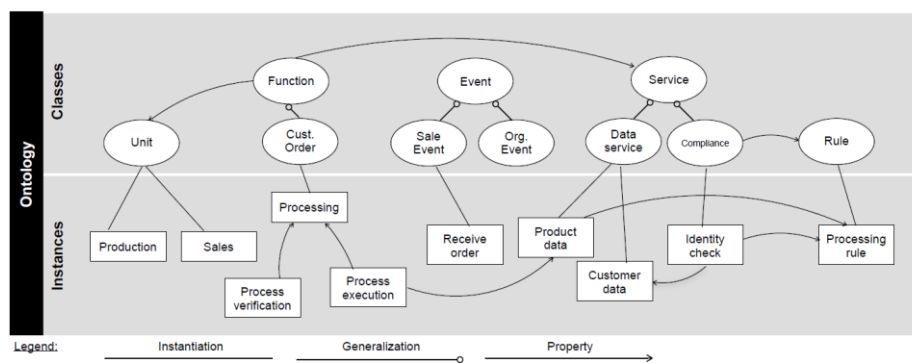 Ontology
Classes
Instances
Function
Event
Service
Unit
Cust.
Order
Sale
Event
Org.
Event
Data
service
Compliance
Rule
Processing
Production
Sales
Receive
order
Product
data
Identity
check
Processing
rule
Process
verification
Process
execution
Customer
data
Legend:
Instantiation
Generalization
Property